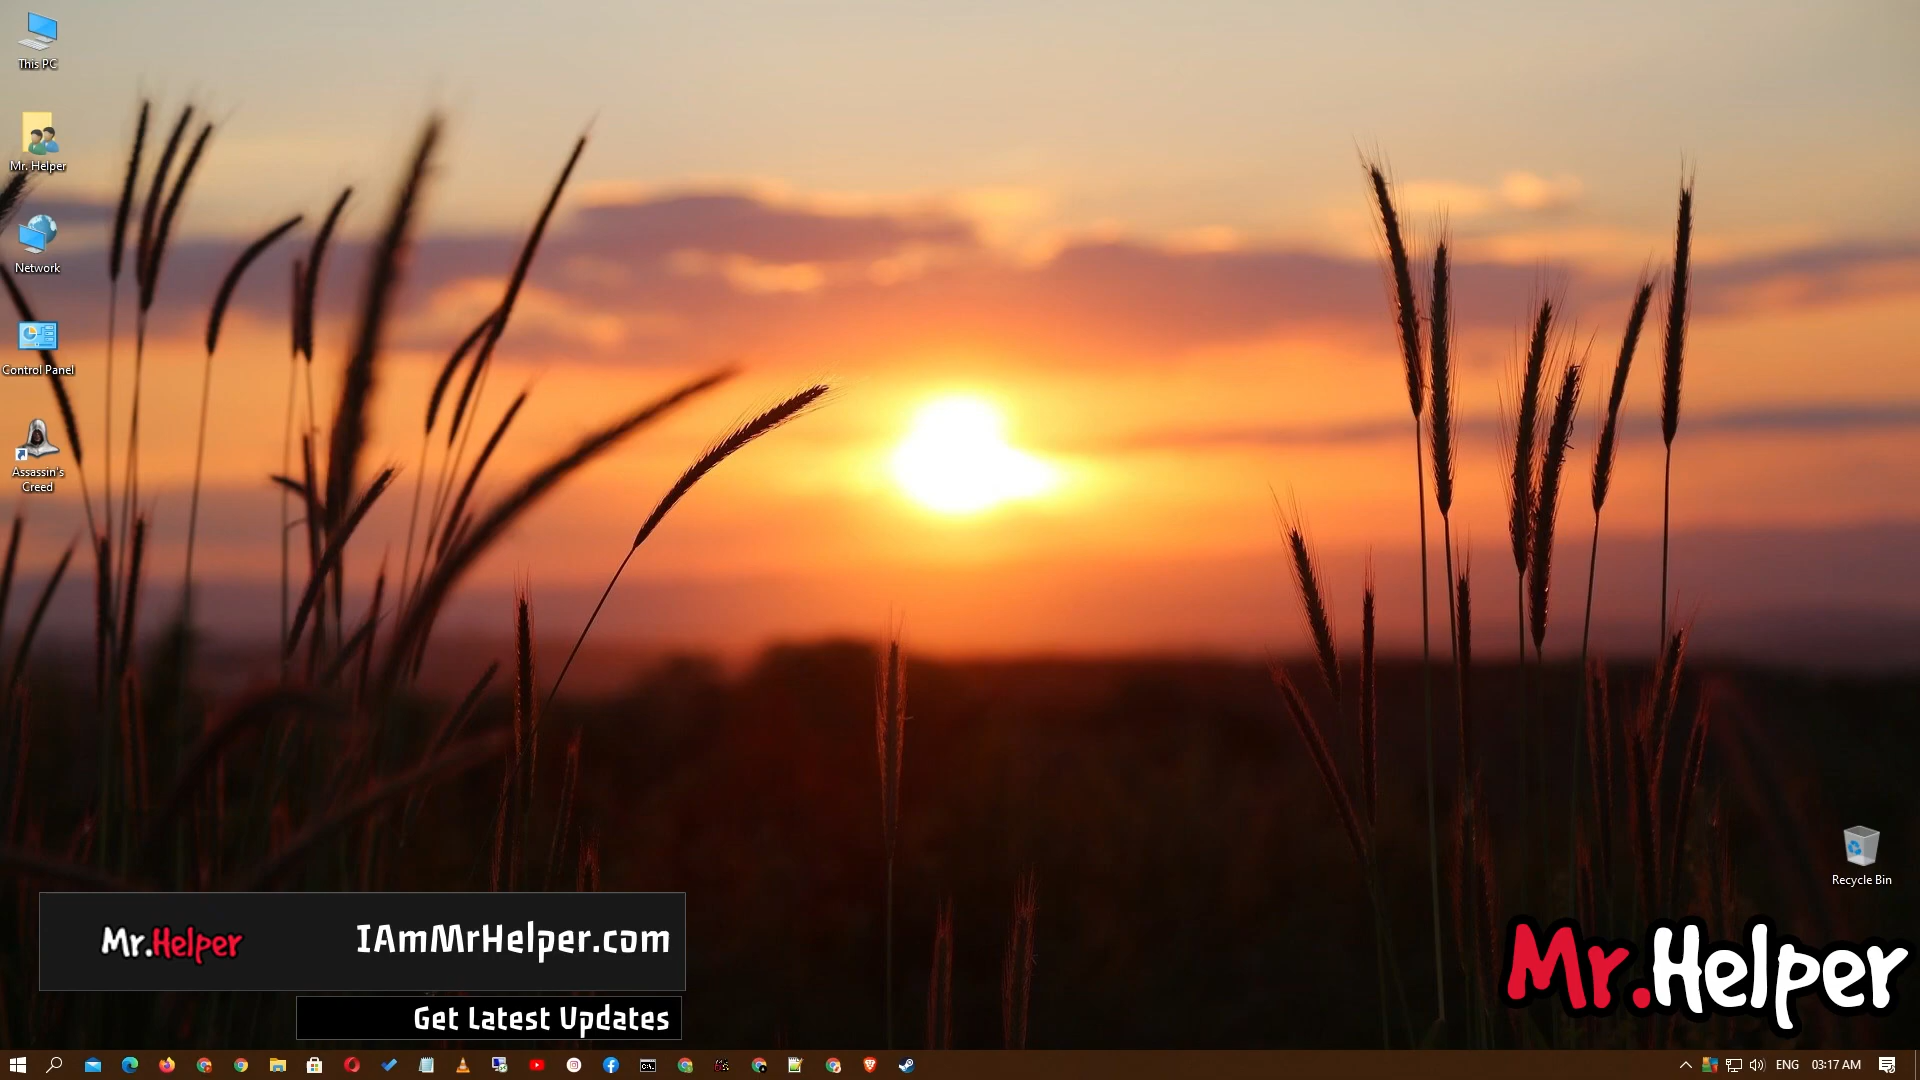 This PC
Mr. Helper
Network
Control Panel
Assassin's
Creed
Recycle Bin
Mr.Helper
IAmMrHelper.com
Get Latest Updates
Mr.Helper
ENG
03:17 AM